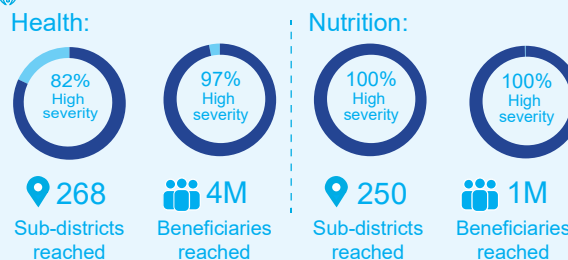 Health:
82%
High
severity
97%
High
severity
268
Sub-districts
reached
4M
Beneficiaries
reached
Nutrition:
100%
High
severity
100%
High
severity
250
Sub-districts
reached
1M
Beneficiaries
reached